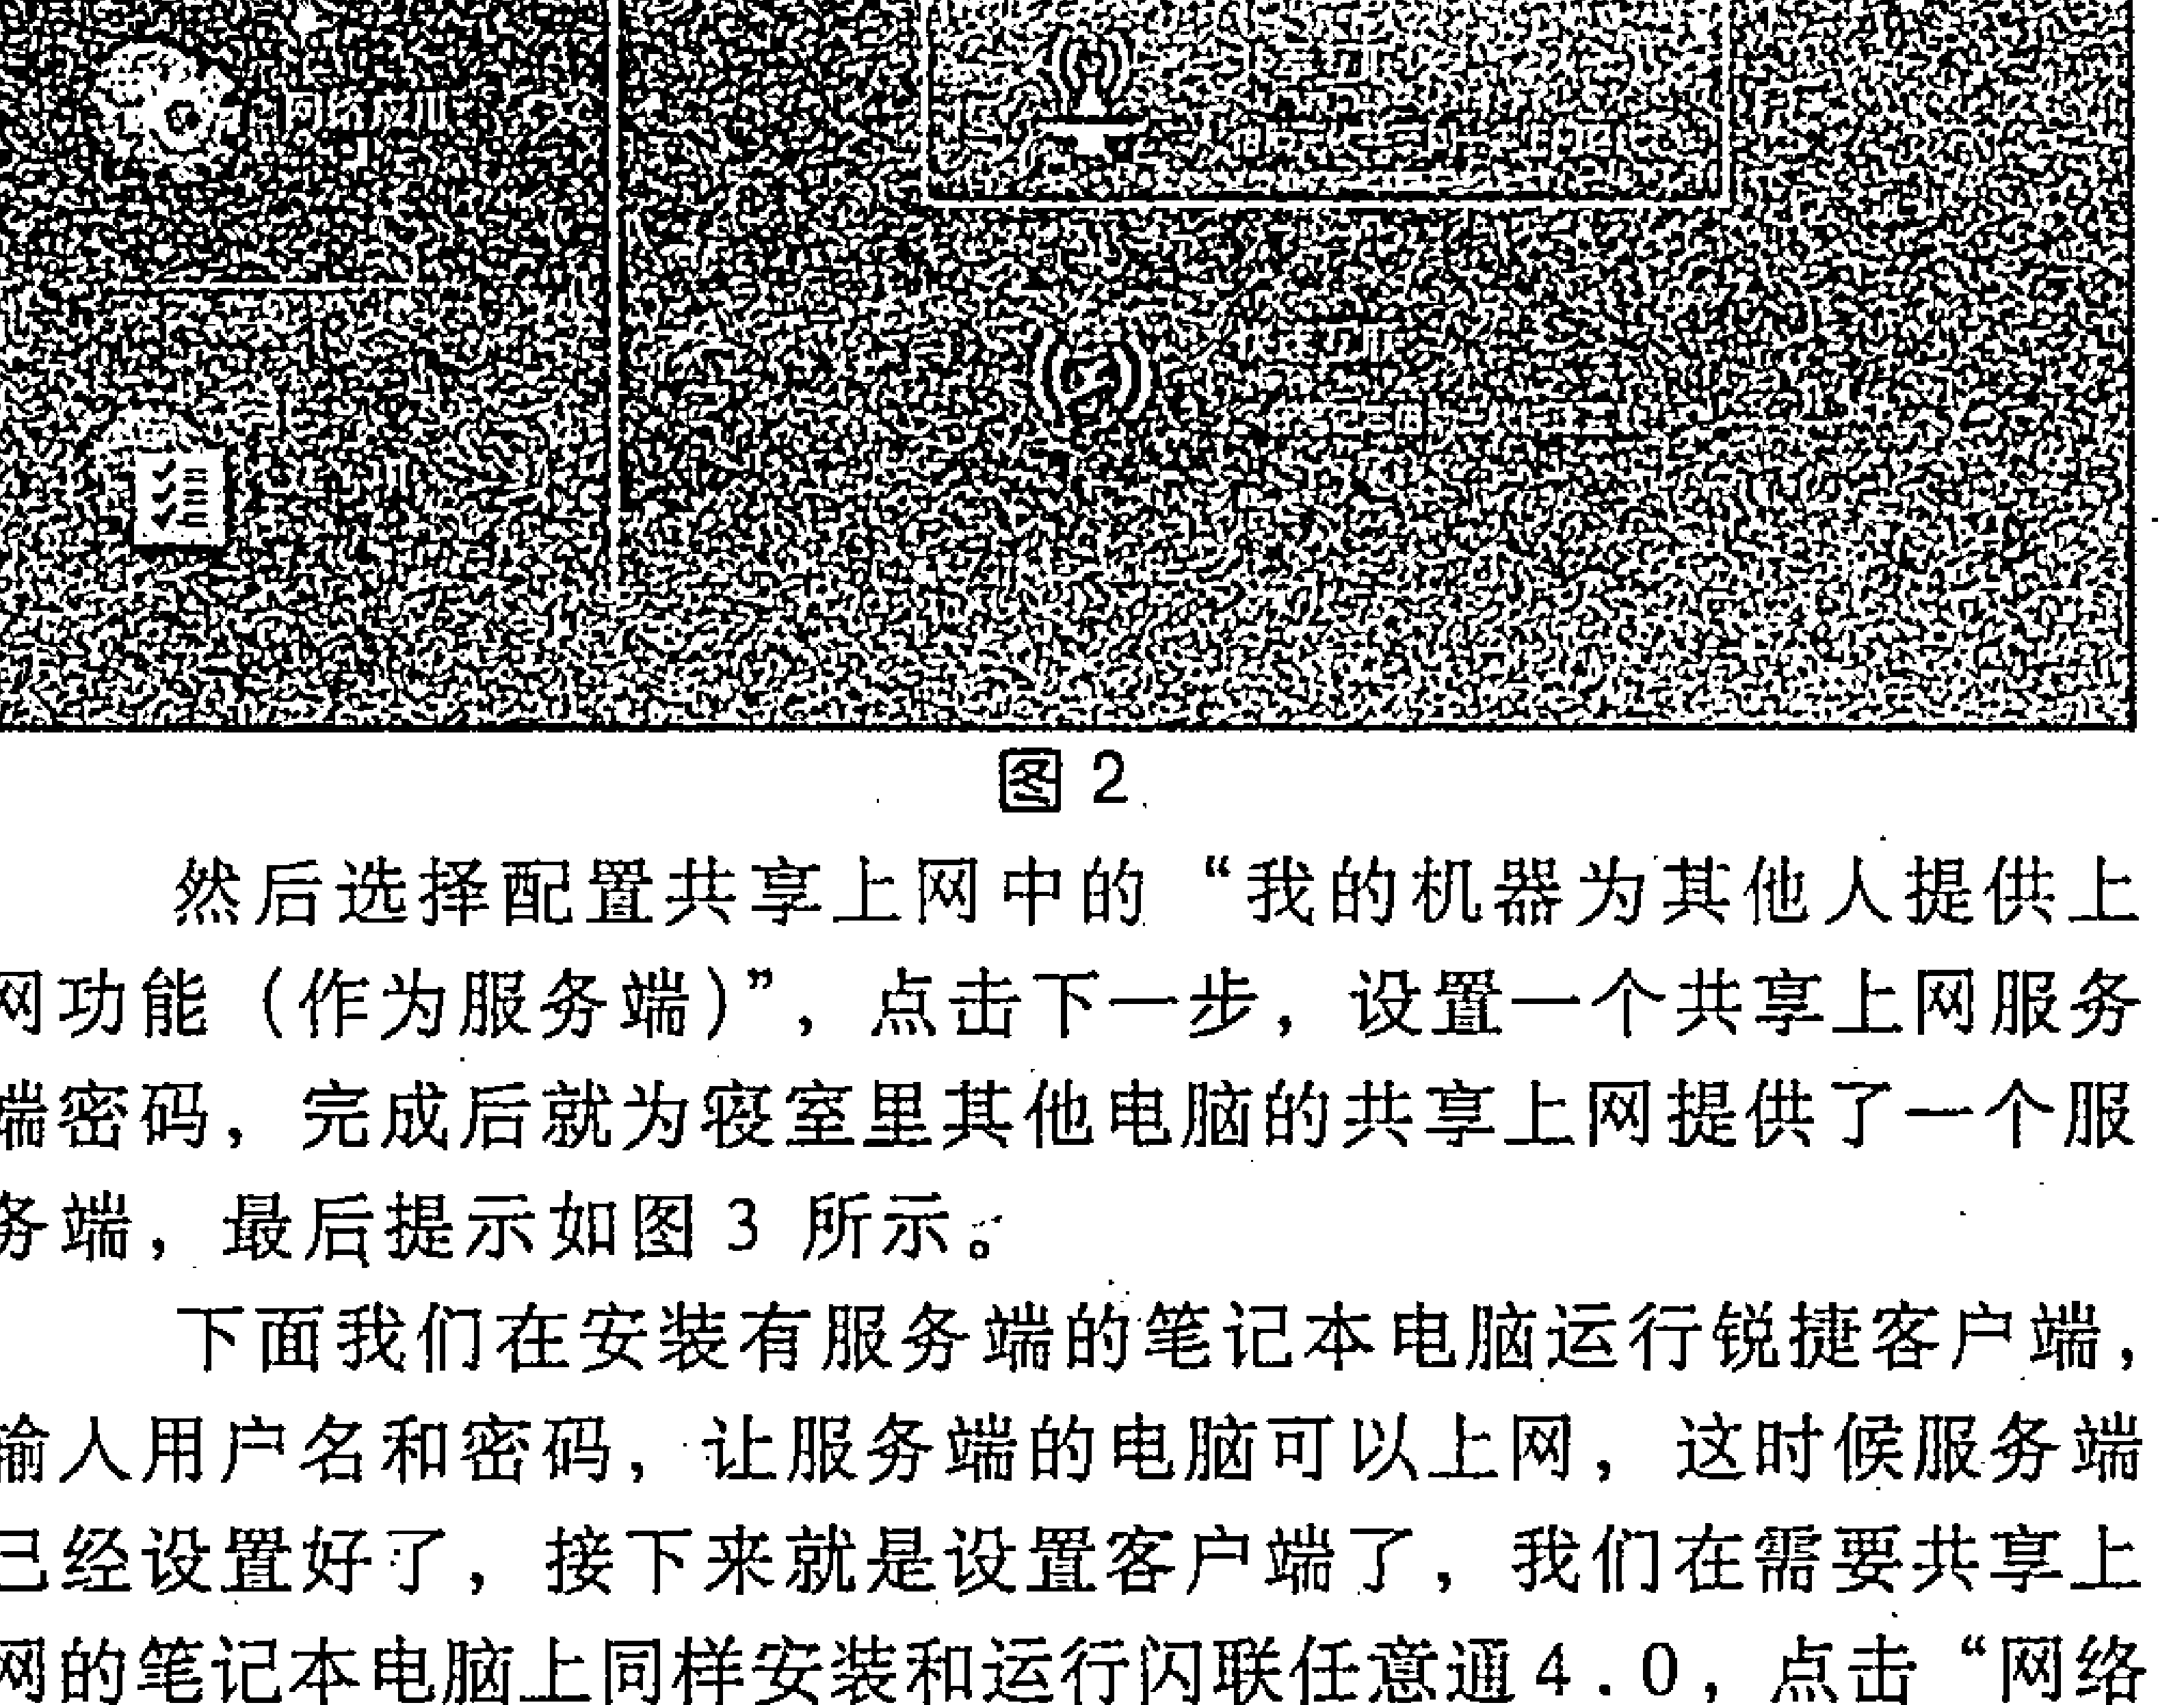 图 2
然后选择配置共享上网中的“我的机器为其他人提供上
网功能（作为服务端）”，点击下一步，设置一个共享上网服务
端密码，完成后就为寝室里其他电脑的共享上网提供了一个服
务端，最后提示如图 3 所示。
下面我们在安装有服务端的笔记本电脑运行锐捷客户端，
输入用户名和密码，让服务端的电脑可以上网，这时候服务端
已经设置好了，接下来就是设置客户端了，我们在需要共享上
网的笔记本电脑上同样安装和运行闪联任意通4.0，点击“网络